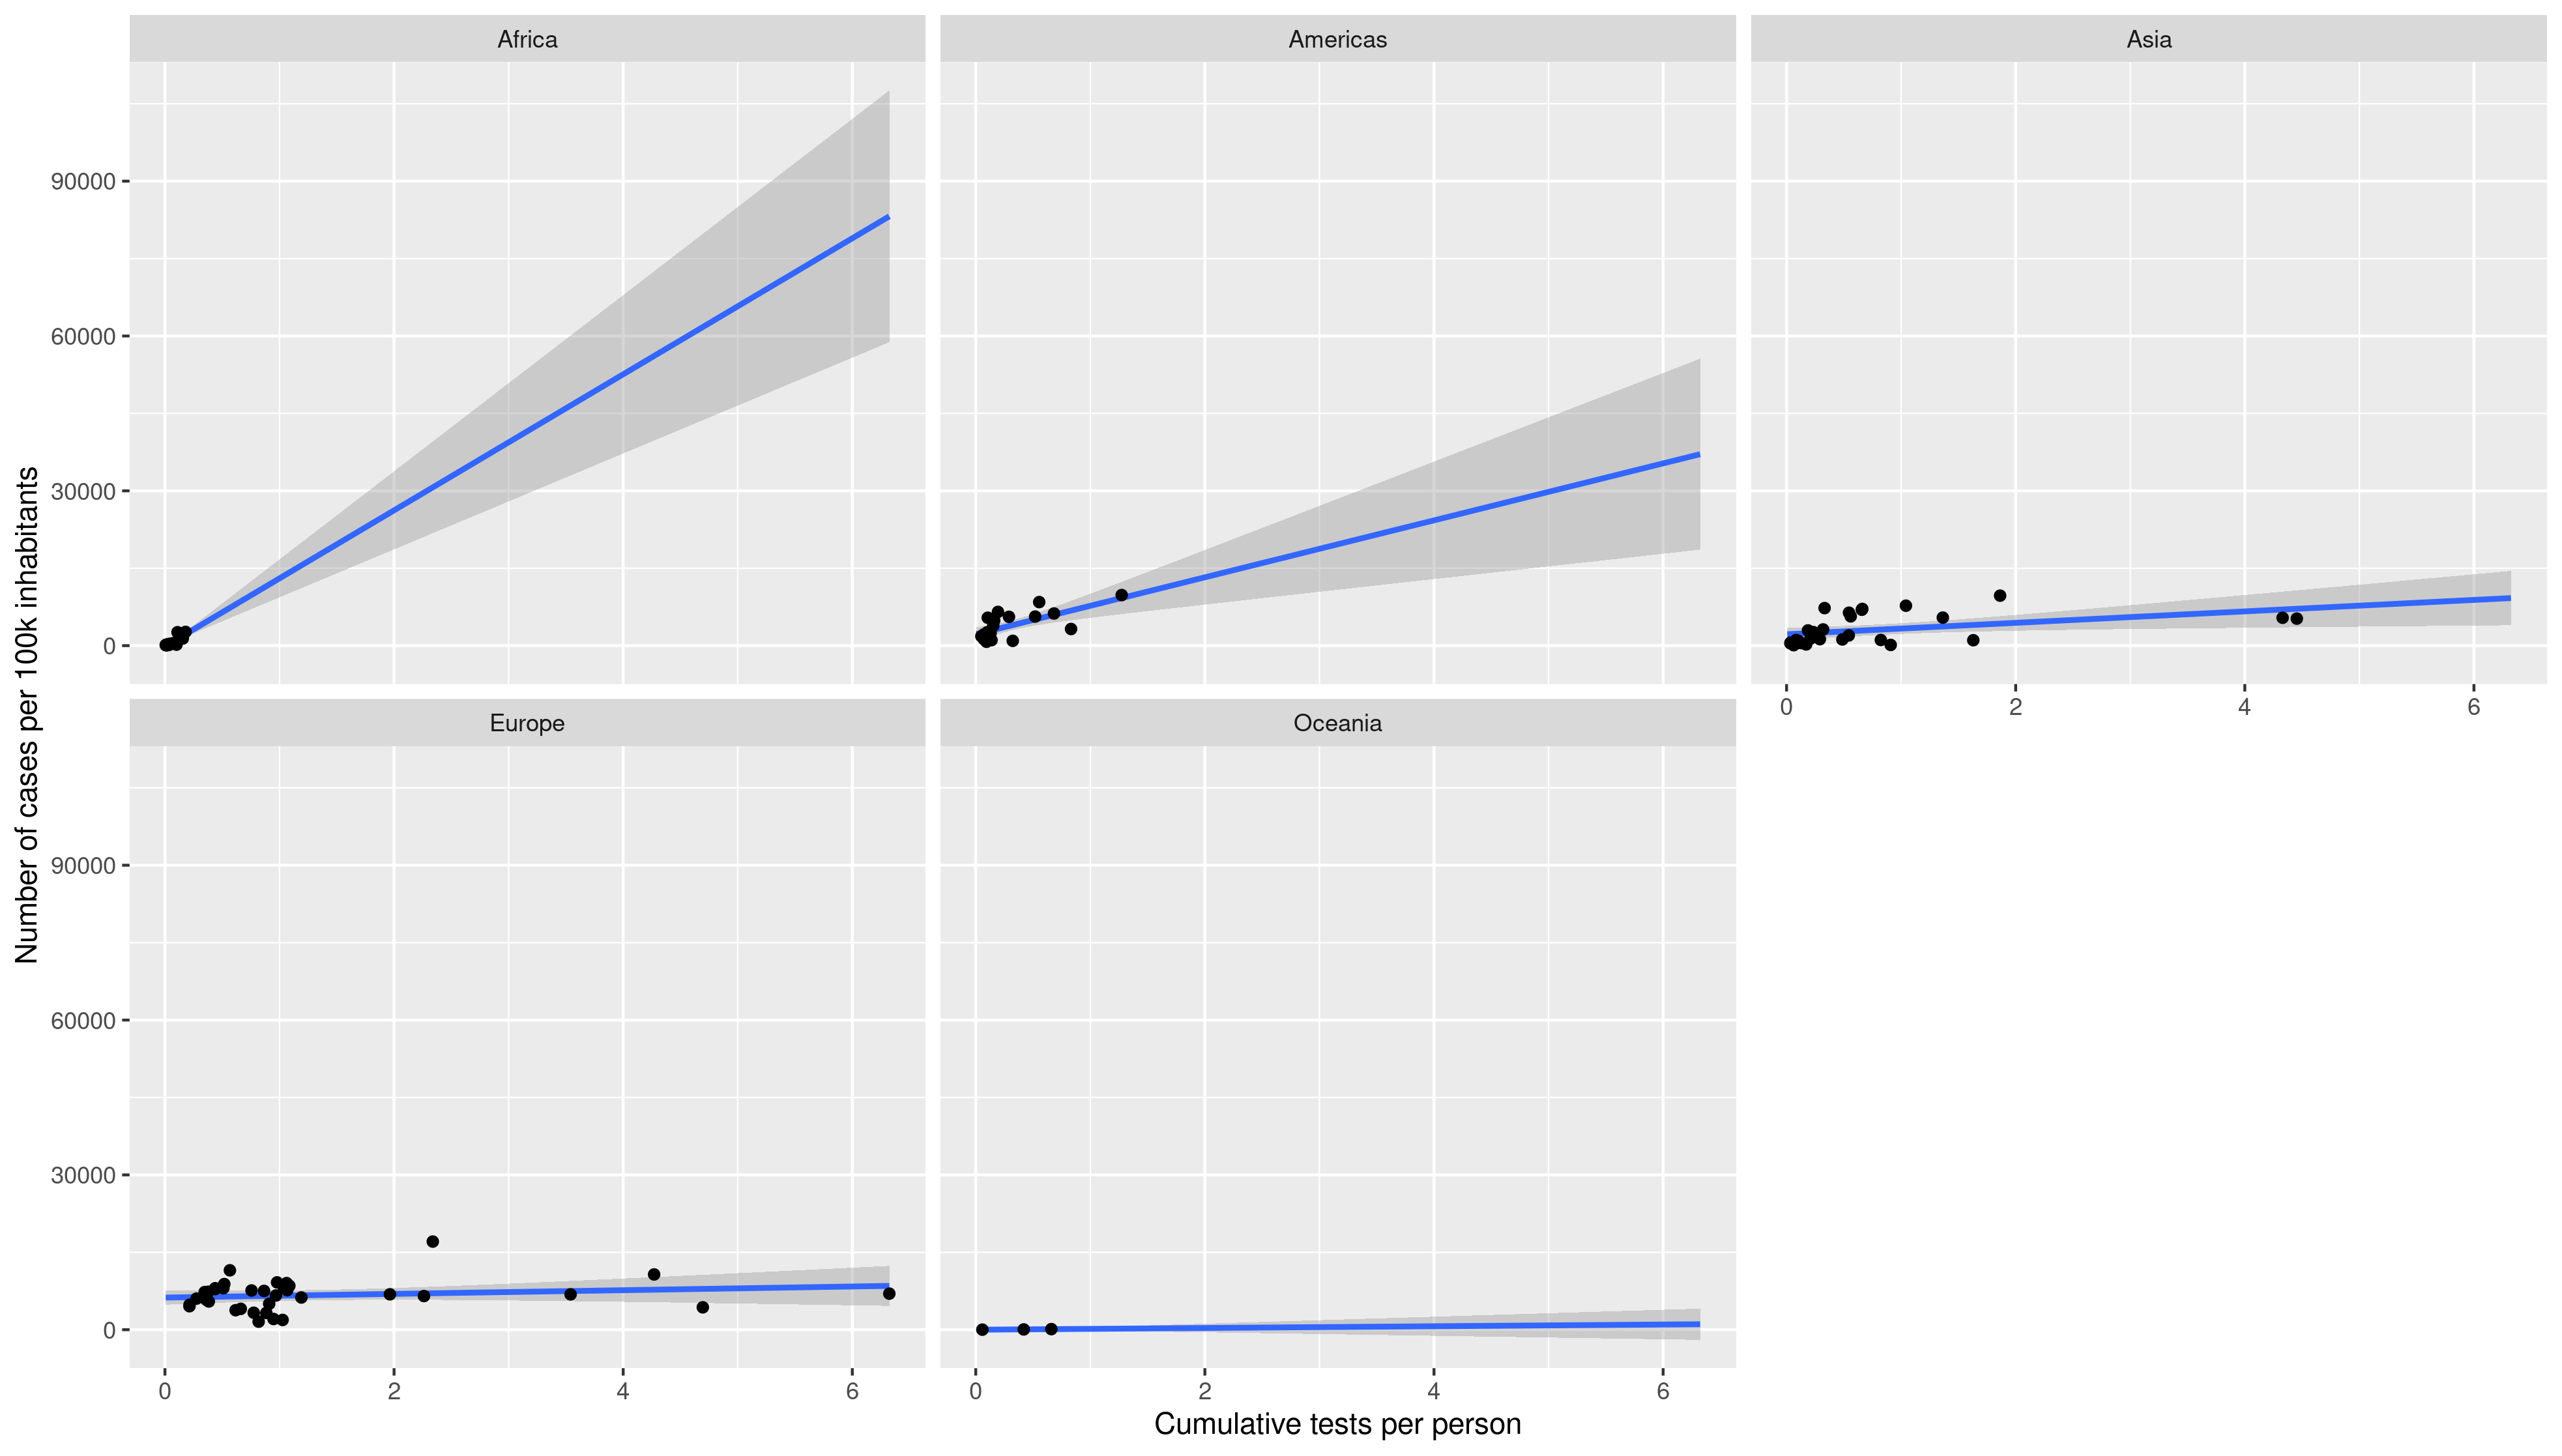 Africa
Americas
Asia
90000
60000
30000
0
0 2 4 6
Number of cases per 100k inhabitants
Europe
Oceania
90000
60000
30000
0
0 2 4 6
0 2 4 6
Cumulative tests per person